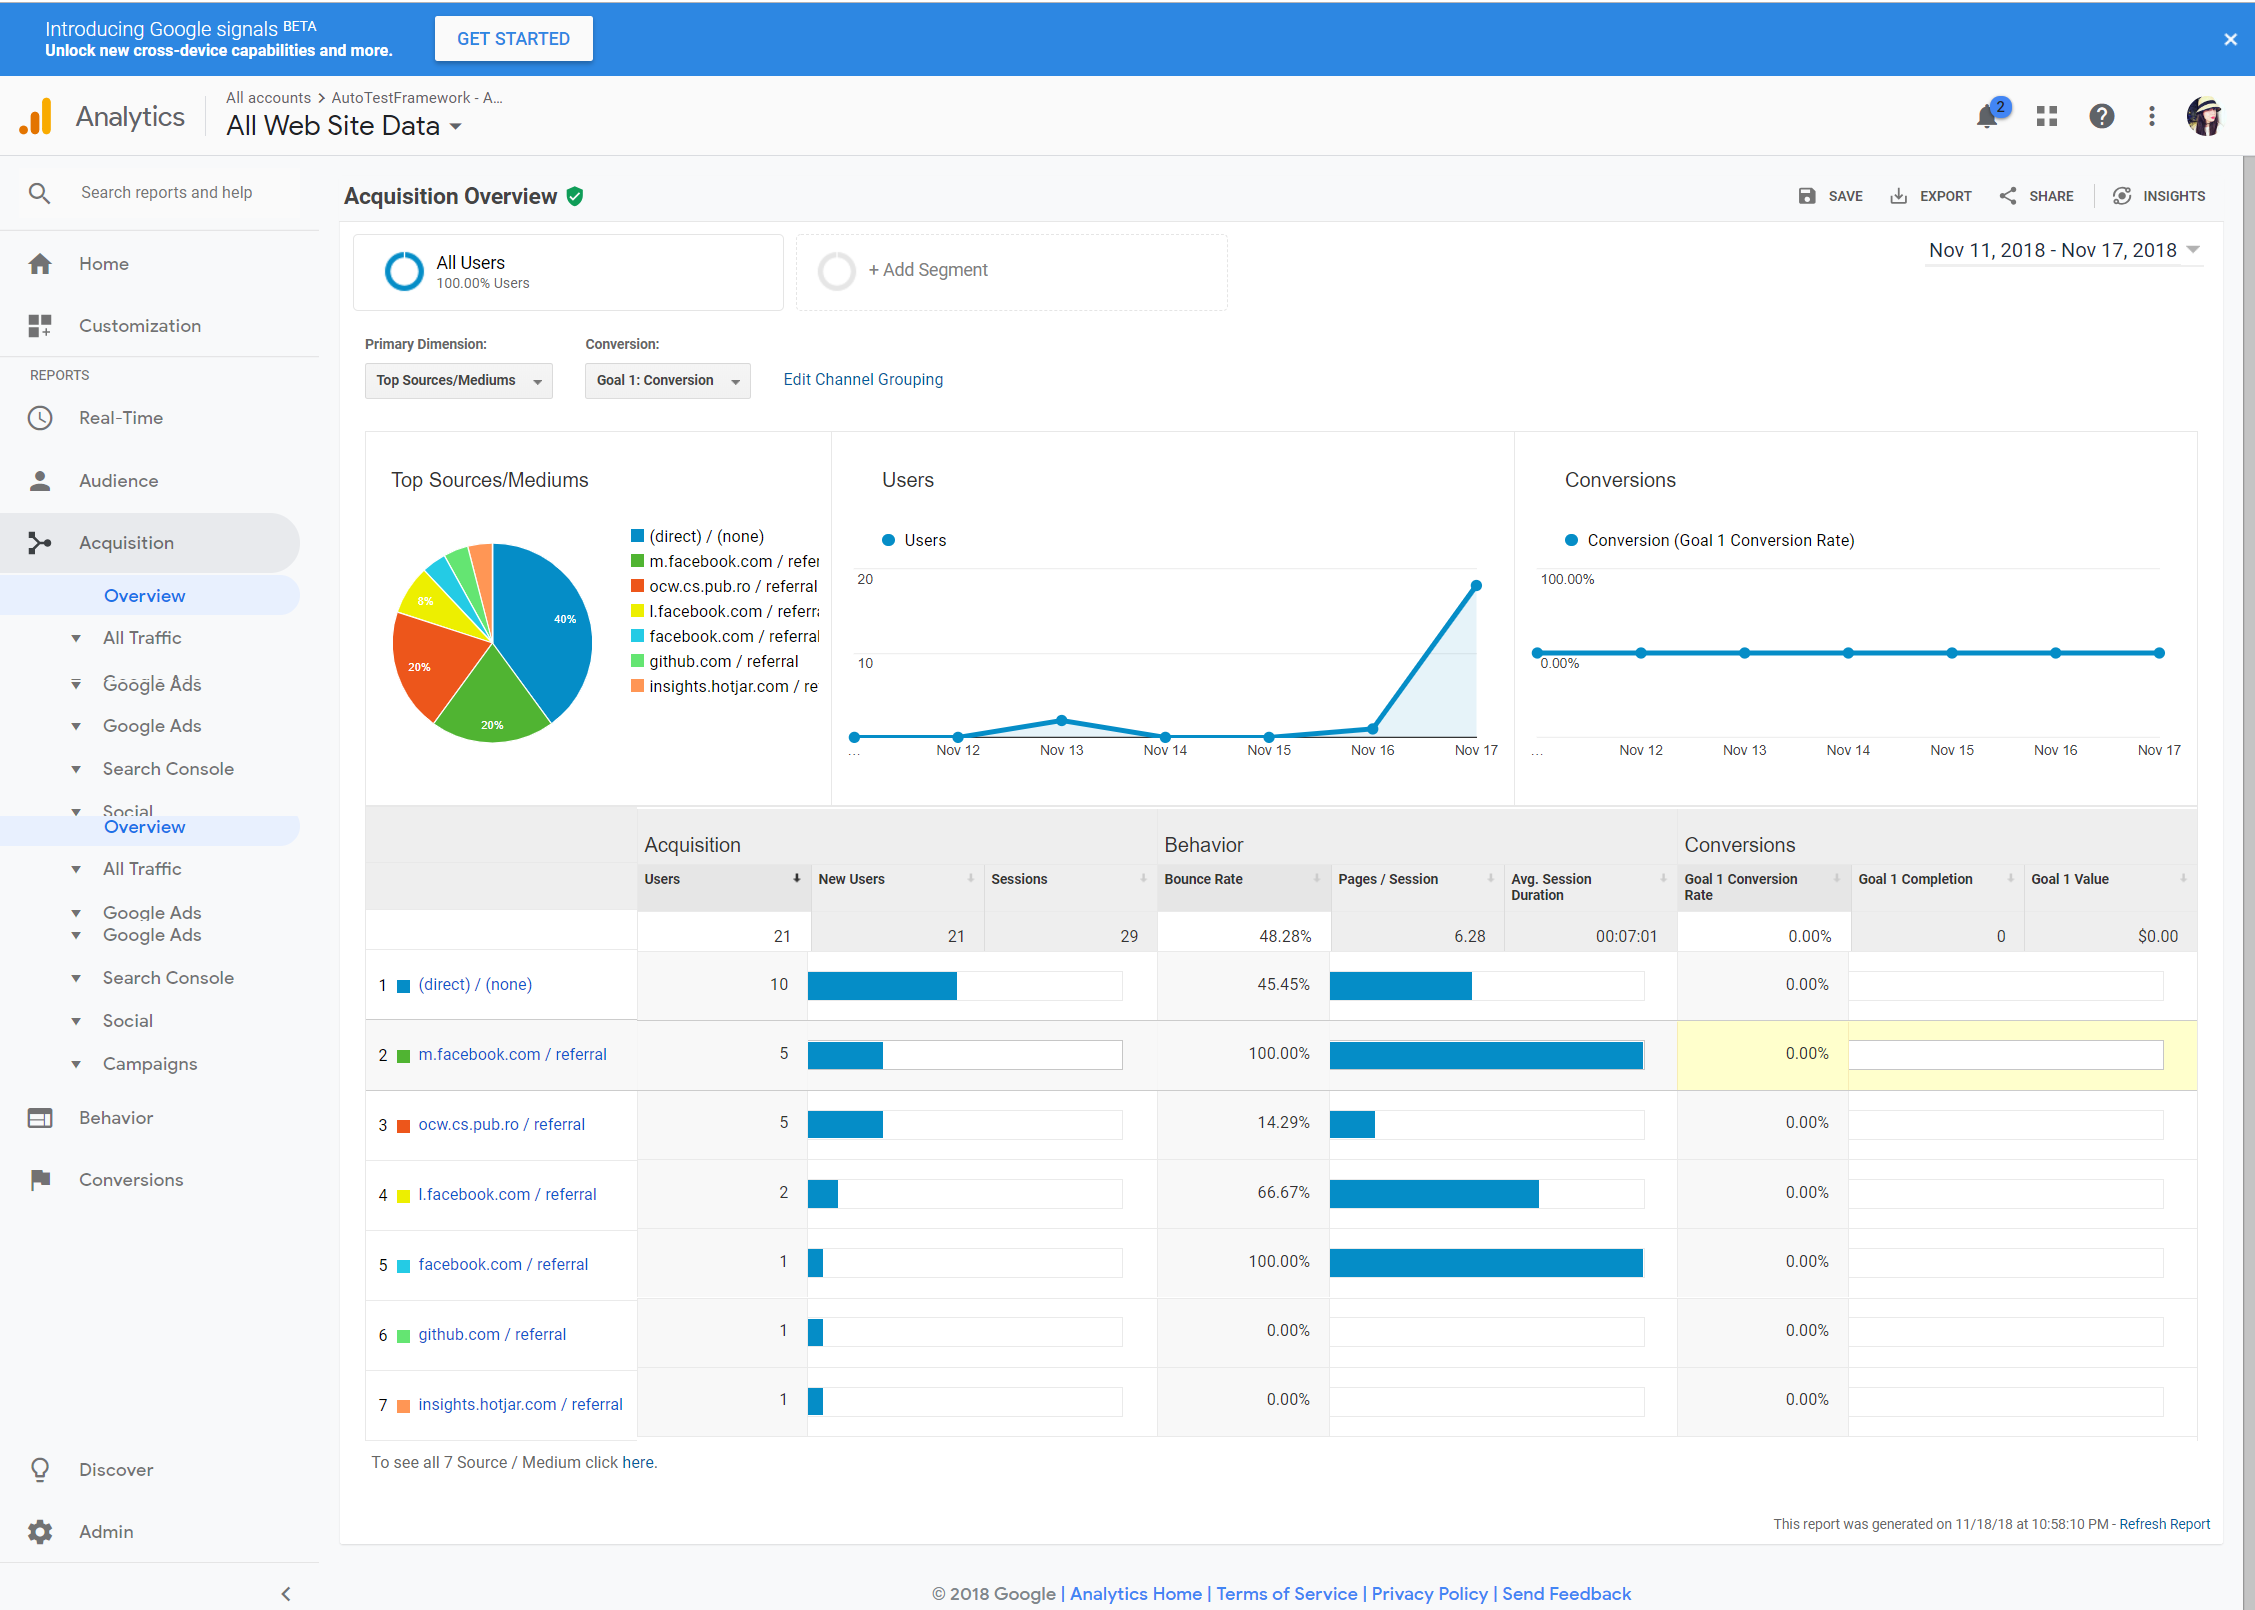 Introducing Google signals BETA
Unlock new cross-device capabilities and more.
GET STARTED
Analytics
All accounts > AutoTestFramework - A...
All Web Site Data
2
Search reports and help
Home
Customization
REPORTS
Real-Time
Audience
Acquisition
Overview
All Traffic
Google Ads
Google Ads
Search Console
Social
Overview
All Traffic
Google Ads
Google Ads
Search Console
Social
Campaigns
Behavior
Conversions
Discover
Admin
Acquisition Overview
SAVE
EXPORT
SHARE
INSIGHTS
All Users
100.00% Users
+ Add Segment
Nov 11, 2018 - Nov 17, 2018
Primary Dimension:
Conversion:
Top Sources/Mediums
Goal 1: Conversion
Edit Channel Grouping
Top Sources/Mediums
40%
20%
20%
8%
(direct) / (none)
m.facebook.com / refer
ocw.cs.pub.ro / referral
l.facebook.com / referra
facebook.com / referral
github.com / referral
insights.hotjar.com / re
Users
Users
20
10
... Nov 12 Nov 13 Nov 14 Nov 15 Nov 16 Nov 17
Conversions
Conversion (Goal 1 Conversion Rate)
100.00%
0.00%
... Nov 12 Nov 13 Nov 14 Nov 15 Nov 16 Nov 17
Acquisition Behavior Conversions
Users New Users Sessions Bounce Rate Pages / Session Avg. Session Duration Goal 1 Conversion Rate Goal 1 Completion Goal 1 Value
21 21 29 48.28% 6.28 00:07:01 0.00% 0 $0.00
1 (direct) / (none) 10 45.45% 0.00%
2 m.facebook.com / referral 5 100.00% 0.00%
3 ocw.cs.pub.ro / referral 5 14.29% 0.00%
4 l.facebook.com / referral 2 66.67% 0.00%
5 facebook.com / referral 1 100.00% 0.00%
6 github.com / referral 1 0.00% 0.00%
7 insights.hotjar.com / referral 1 0.00% 0.00%
To see all 7 Source / Medium click here.
This report was generated on 11/18/18 at 10:58:10 PM - Refresh Report
© 2018 Google | Analytics Home | Terms of Service | Privacy Policy | Send Feedback